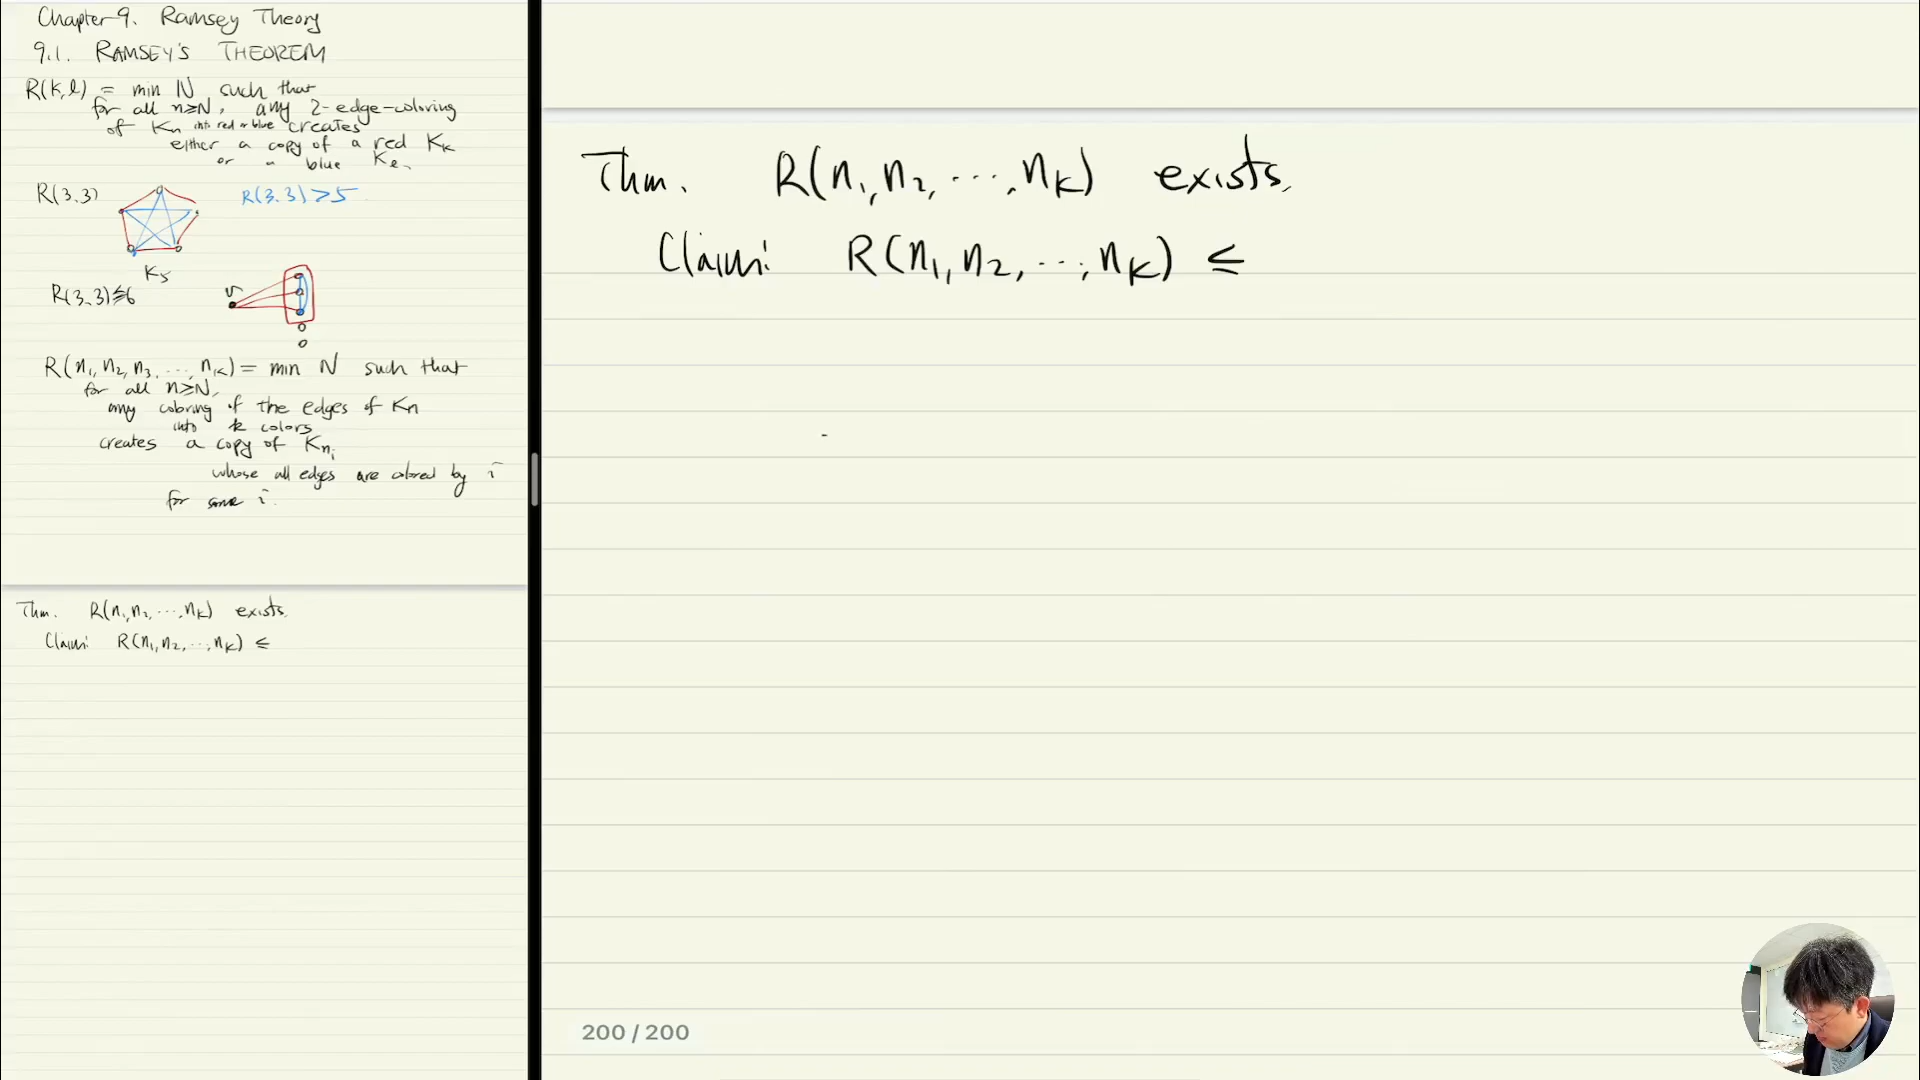 Chapter 9. Ramsey Theory
9.1. RAMSEY'S THEOREM
R(k,l) = min N such that
for all n≥N, any 2-edge-coloring
of Kn into red or blue creates
either a copy of a red Kk
or a blue Kl.
R(3,3)
R(3,3)>5
K5
R(3,3)≤6
v
R(n1, n2, n3, ..., nk) = min N such that
for all n≥N,
any coloring of the edges of Kn
into k colors
creates a copy of Kni
whose all edges are colored by i
for some i.
Thm. R(n1,n2,...,nk) exists.
Claim: R(n1,n2,...,nk) ≤
Thm. R(n1,n2,...,nk) exists.
Claim: R(n1,n2,...,nk) ≤
200 / 200